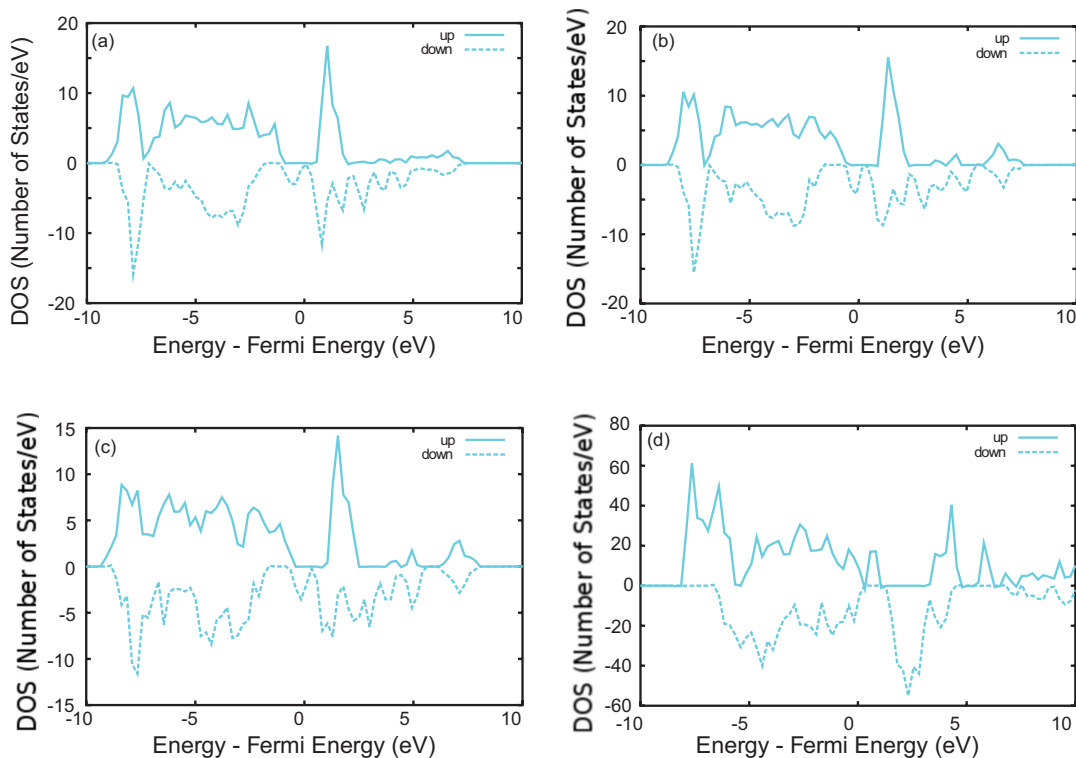 (a)
up
down
20
10
0
-10
-20
-10
-5
0
5
10
DOS (Number of States/eV)
Energy - Fermi Energy (eV)
(b)
up
down
20
10
0
-10
-20
-10
-5
0
5
10
DOS (Number of States/eV)
Energy - Fermi Energy (eV)
(c)
up
down
15
10
5
0
-5
-10
-15
-10
-5
0
5
10
DOS (Number of States/eV)
Energy - Fermi Energy (eV)
(d)
up
down
80
60
40
20
0
-20
-40
-60
-10
-5
0
5
10
DOS (Number of States/eV)
Energy - Fermi Energy (eV)